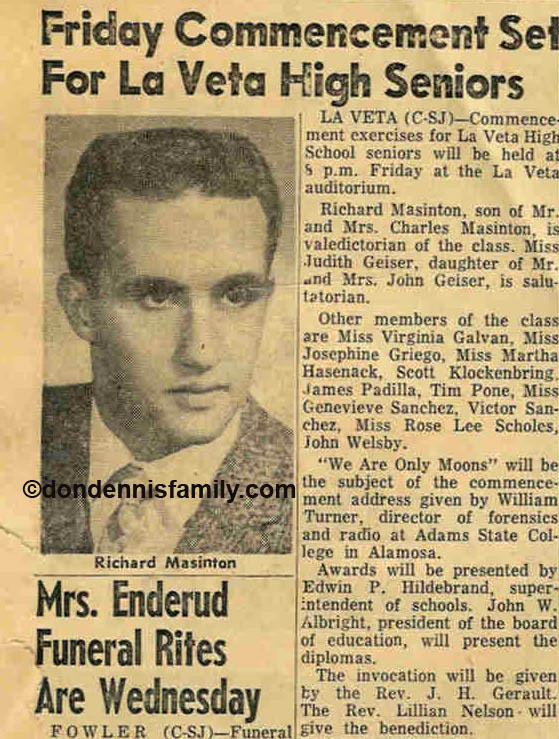 Friday Commencement Set
For La Veta High Seniors
LA VETA (C-SJ)—Commence-
ment exercises for La Veta High
School seniors will be held at
8 p.m. Friday at the La Veta
auditorium.
Richard Masinton, son of Mr.
and Mrs. Charles Masinton, is
valedictorian of the class. Miss
Judith Geiser, daughter of Mr.
and Mrs. John Geiser, is salu-
tatorian.
Other members of the class
are Miss Virginia Galvan, Miss
Josephine Griego, Miss Martha
Hasenack, Scott Klockenbring,
James Padilla, Tim Pone, Miss
Genevieve Sanchez, Victor San-
chez, Miss Rose Lee Scholes,
John Welsby.
"We Are Only Moons" will be
the subject of the commence-
ment address given by William
Turner, director of forensics
and radio at Adams State Col-
lege in Alamosa.
Awards will be presented by
Edwin P. Hildebrand, super-
intendent of schools. John W.
Albright, president of the board
of education, will present the
diplomas.
The invocation will be given
by the Rev. J. H. Gerault.
The Rev. Lillian Nelson will
give the benediction.
©dondennisfamily.com
Richard Masinton
Mrs. Enderud
Funeral Rites
Are Wednesday
FOWLER (C-SJ)—Funeral